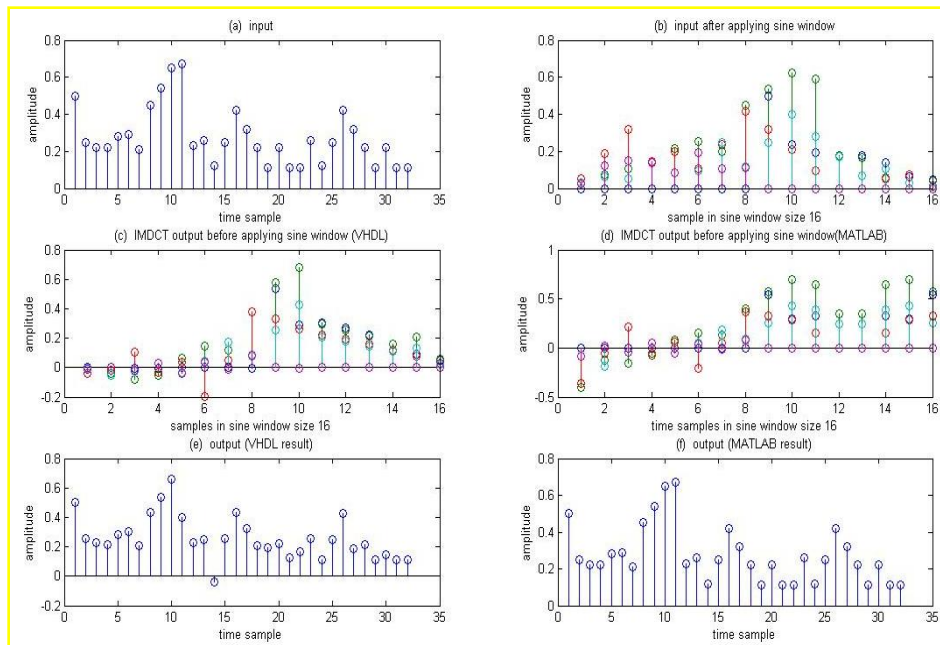 (a) input
0.8
0.6
0.4
0.2
0
amplitude
0 5 10 15 20 25 30 35
time sample
(b) input after applying sine window
0.8
0.6
0.4
0.2
0
amplitude
0 2 4 6 8 10 12 14 16
sample in sine window size 16
(c) IMDCT output before applying sine window (VHDL)
0.8
0.6
0.4
0.2
0
-0.2
amplitude
0 2 4 6 8 10 12 14 16
samples in sine window size 16
(d) IMDCT output before applying sine window(MATLAB)
1
0.5
0
-0.5
amplitude
0 2 4 6 8 10 12 14 16
time samples in sine window size 16
(e) output (VHDL result)
0.8
0.6
0.4
0.2
0
-0.2
amplitude
0 5 10 15 20 25 30 35
time sample
(f) output (MATLAB result)
0.8
0.6
0.4
0.2
0
amplitude
0 5 10 15 20 25 30 35
time sample